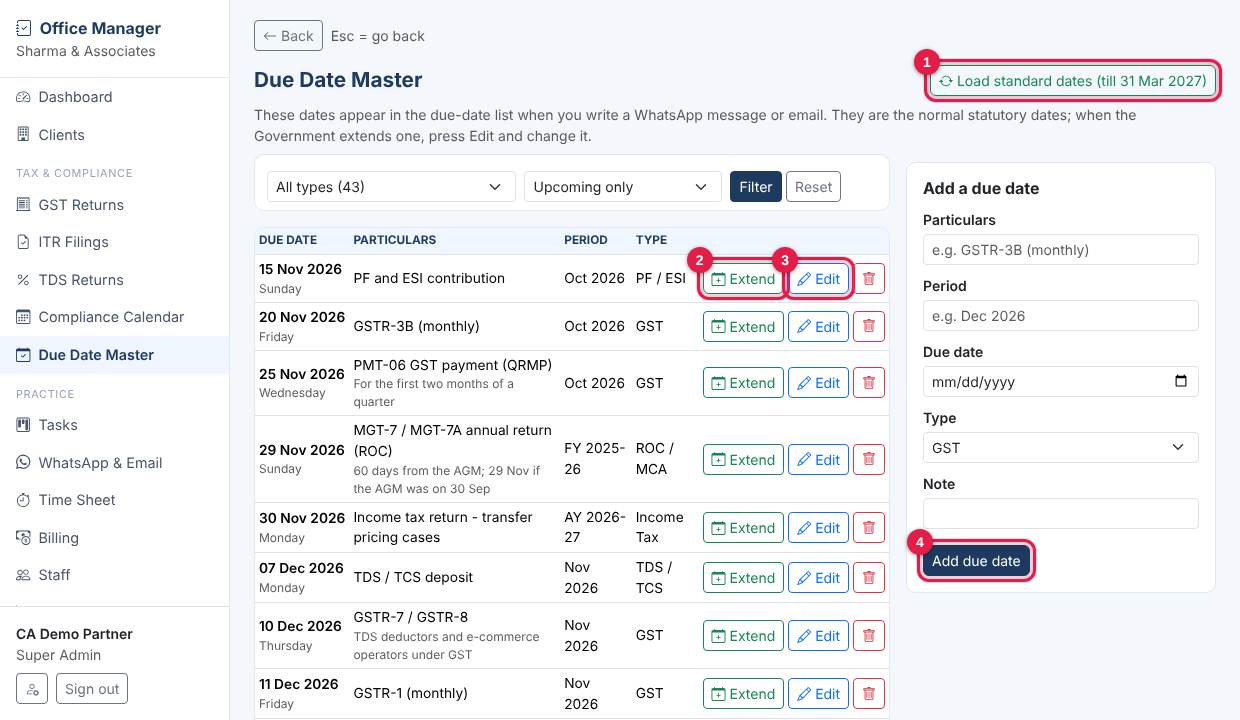 Office Manager
Sharma & Associates
Dashboard
Clients
TAX & COMPLIANCE
GST Returns
ITR Filings
TDS Returns
Compliance Calendar
Due Date Master
PRACTICE
Tasks
WhatsApp & Email
Time Sheet
Billing
Staff
CA Demo Partner
Super Admin
Sign out
← Back
Esc = go back
Due Date Master
1
Load standard dates (till 31 Mar 2027)
These dates appear in the due-date list when you write a WhatsApp message or email. They are the normal statutory dates; when the
Government extends one, press Edit and change it.
All types (43)
Upcoming only
Filter
Reset
DUE DATE PARTICULARS PERIOD TYPE
2
3
15 Nov 2026
Sunday
PF and ESI contribution
Oct 2026
PF / ESI
Extend
Edit
20 Nov 2026
Friday
GSTR-3B (monthly)
Oct 2026
GST
Extend
Edit
25 Nov 2026
Wednesday
PMT-06 GST payment (QRMP)
For the first two months of a
quarter
Oct 2026
GST
Extend
Edit
29 Nov 2026
Sunday
MGT-7 / MGT-7A annual return
(ROC)
60 days from the AGM; 29 Nov if
the AGM was on 30 Sep
FY 2025-
26
ROC /
MCA
Extend
Edit
30 Nov 2026
Monday
Income tax return - transfer
pricing cases
AY 2026-
27
Income
Tax
Extend
Edit
07 Dec 2026
Monday
TDS / TCS deposit
Nov
2026
TDS /
TCS
Extend
Edit
10 Dec 2026
Thursday
GSTR-7 / GSTR-8
TDS deductors and e-commerce
operators under GST
Nov
2026
GST
Extend
Edit
11 Dec 2026
Friday
GSTR-1 (monthly)
Nov
2026
GST
Extend
Edit
Add a due date
Particulars
e.g. GSTR-3B (monthly)
Period
e.g. Dec 2026
Due date
mm/dd/yyyy
Type
GST
Note
4
Add due date